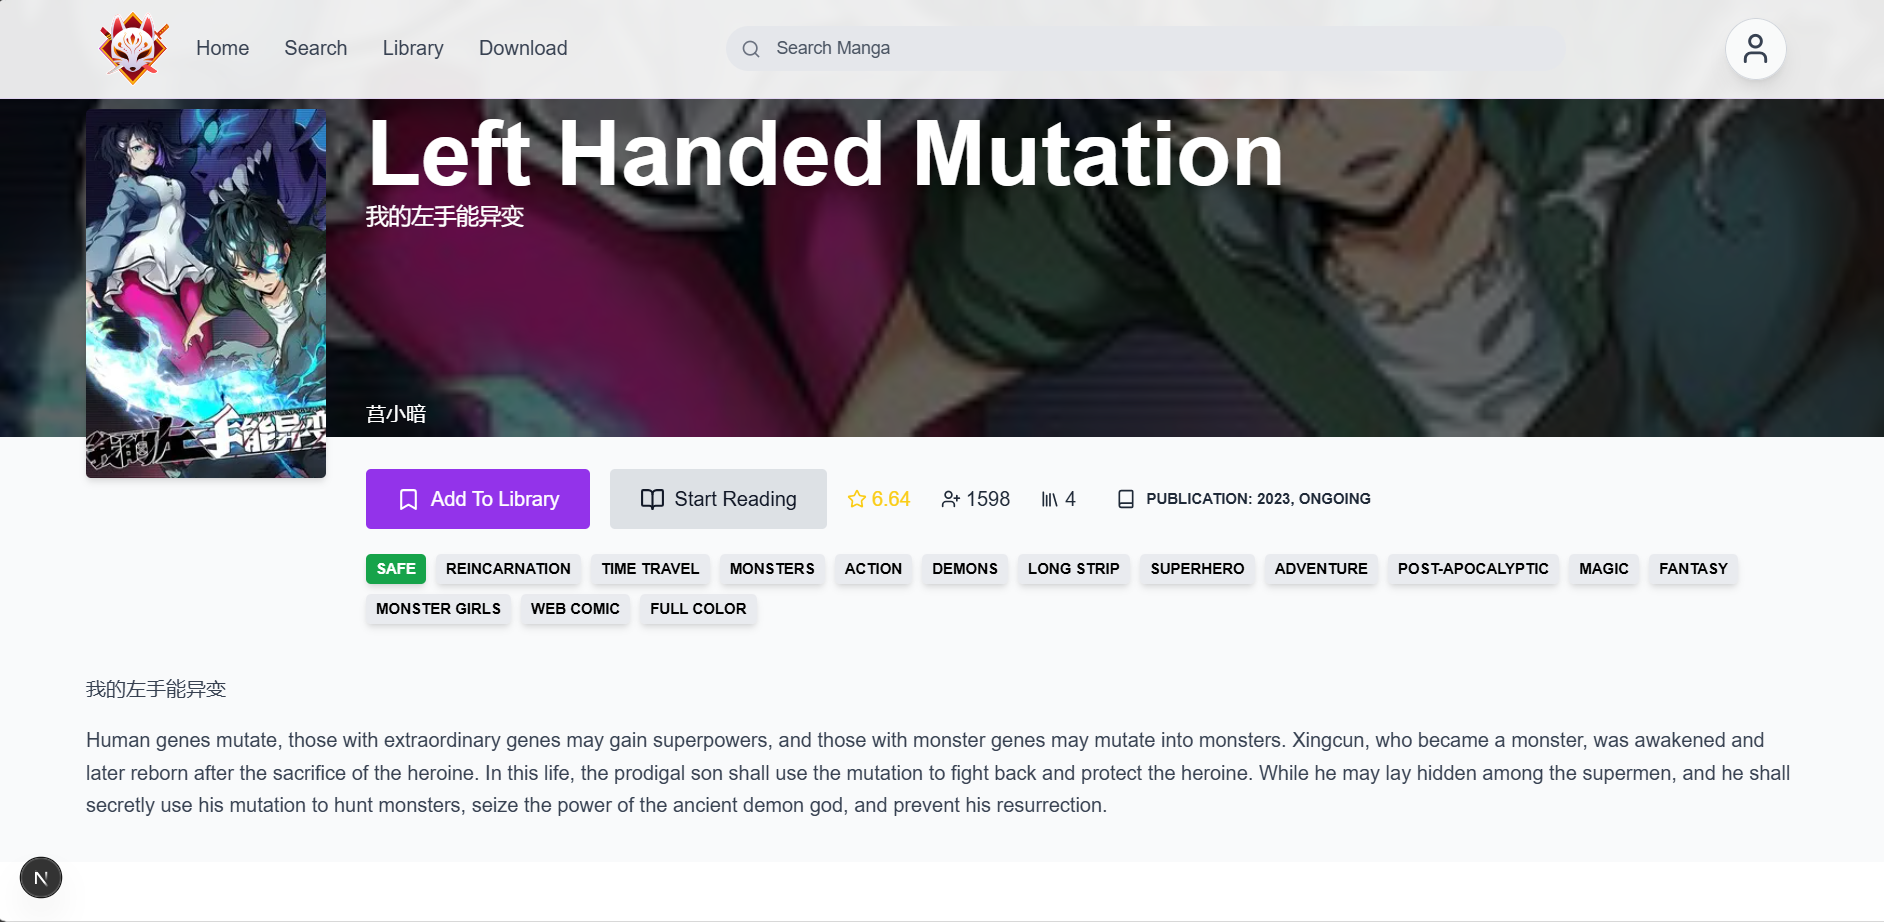 Home
Search
Library
Download
Search Manga
Left Handed Mutation
我的左手能异变
莒小暗
我的左手能异变
Add To Library
Start Reading
6.64
1598
4
PUBLICATION: 2023, ONGOING
SAFE
REINCARNATION
TIME TRAVEL
MONSTERS
ACTION
DEMONS
LONG STRIP
SUPERHERO
ADVENTURE
POST-APOCALYPTIC
MAGIC
FANTASY
MONSTER GIRLS
WEB COMIC
FULL COLOR
我的左手能异变
Human genes mutate, those with extraordinary genes may gain superpowers, and those with monster genes may mutate into monsters. Xingcun, who became a monster, was awakened and
later reborn after the sacrifice of the heroine. In this life, the prodigal son shall use the mutation to fight back and protect the heroine. While he may lay hidden among the supermen, and he shall
secretly use his mutation to hunt monsters, seize the power of the ancient demon god, and prevent his resurrection.
N